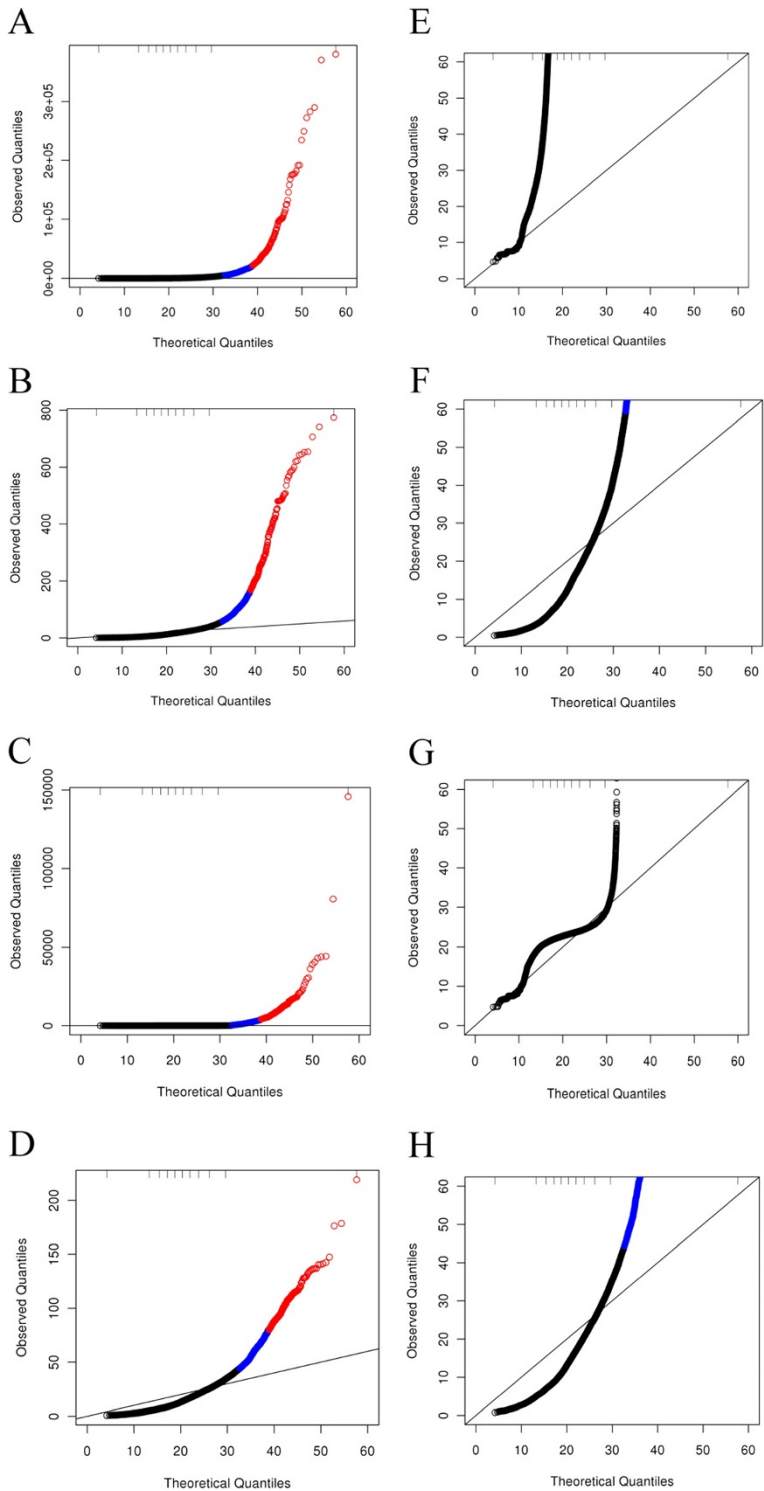 A
3e+05
2e+05
1e+05
0e+00
Observed Quantiles
0 10 20 30 40 50 60
Theoretical Quantiles
E
60
50
40
30
20
10
0
Observed Quantiles
0 10 20 30 40 50 60
Theoretical Quantiles
B
800
600
400
200
0
Observed Quantiles
0 10 20 30 40 50 60
Theoretical Quantiles
F
60
50
40
30
20
10
0
Observed Quantiles
0 10 20 30 40 50 60
Theoretical Quantiles
C
150000
100000
50000
0
Observed Quantiles
0 10 20 30 40 50 60
Theoretical Quantiles
G
60
50
40
30
20
10
0
Observed Quantiles
0 10 20 30 40 50 60
Theoretical Quantiles
D
200
150
100
50
0
Observed Quantiles
0 10 20 30 40 50 60
Theoretical Quantiles
H
60
50
40
30
20
10
0
Observed Quantiles
0 10 20 30 40 50 60
Theoretical Quantiles